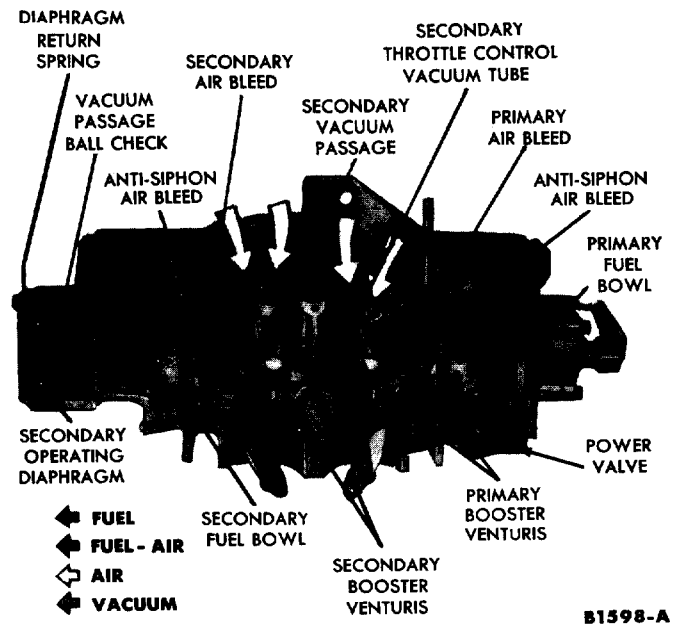 DIAPHRAGM
RETURN
SPRING
VACUUM
PASSAGE
BALL CHECK
ANTI-SIPHON
AIR BLEED
SECONDARY
AIR BLEED
SECONDARY
VACUUM
PASSAGE
SECONDARY
THROTTLE CONTROL
VACUUM TUBE
PRIMARY
AIR BLEED
ANTI-SIPHON
AIR BLEED
PRIMARY
FUEL
BOWL
SECONDARY
OPERATING
DIAPHRAGM
SECONDARY
FUEL BOWL
SECONDARY
BOOSTER
VENTURIS
PRIMARY
BOOSTER
VENTURIS
POWER
VALVE
FUEL
FUEL-AIR
AIR
VACUUM
B1598-A